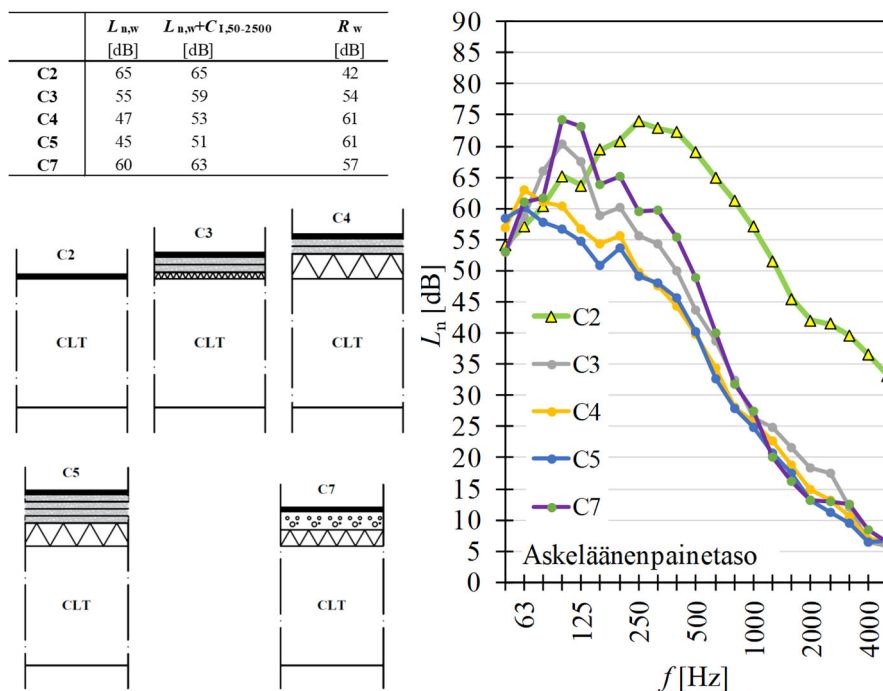 L n,w L n,w+C I,50-2500 R w
[dB] [dB] [dB]
C2 65 65 42
C3 55 59 54
C4 47 53 61
C5 45 51 61
C7 60 63 57
C2
CLT
C3
CLT
C4
CLT
C5
CLT
C7
CLT
90
85
80
75
70
65
60
55
50
45
40
35
30
25
20
15
10
5
0
Ln [dB]
C2
C3
C4
C5
C7
Askeläänenpainetaso
63 125 250 500 1000 2000 4000
f [Hz]